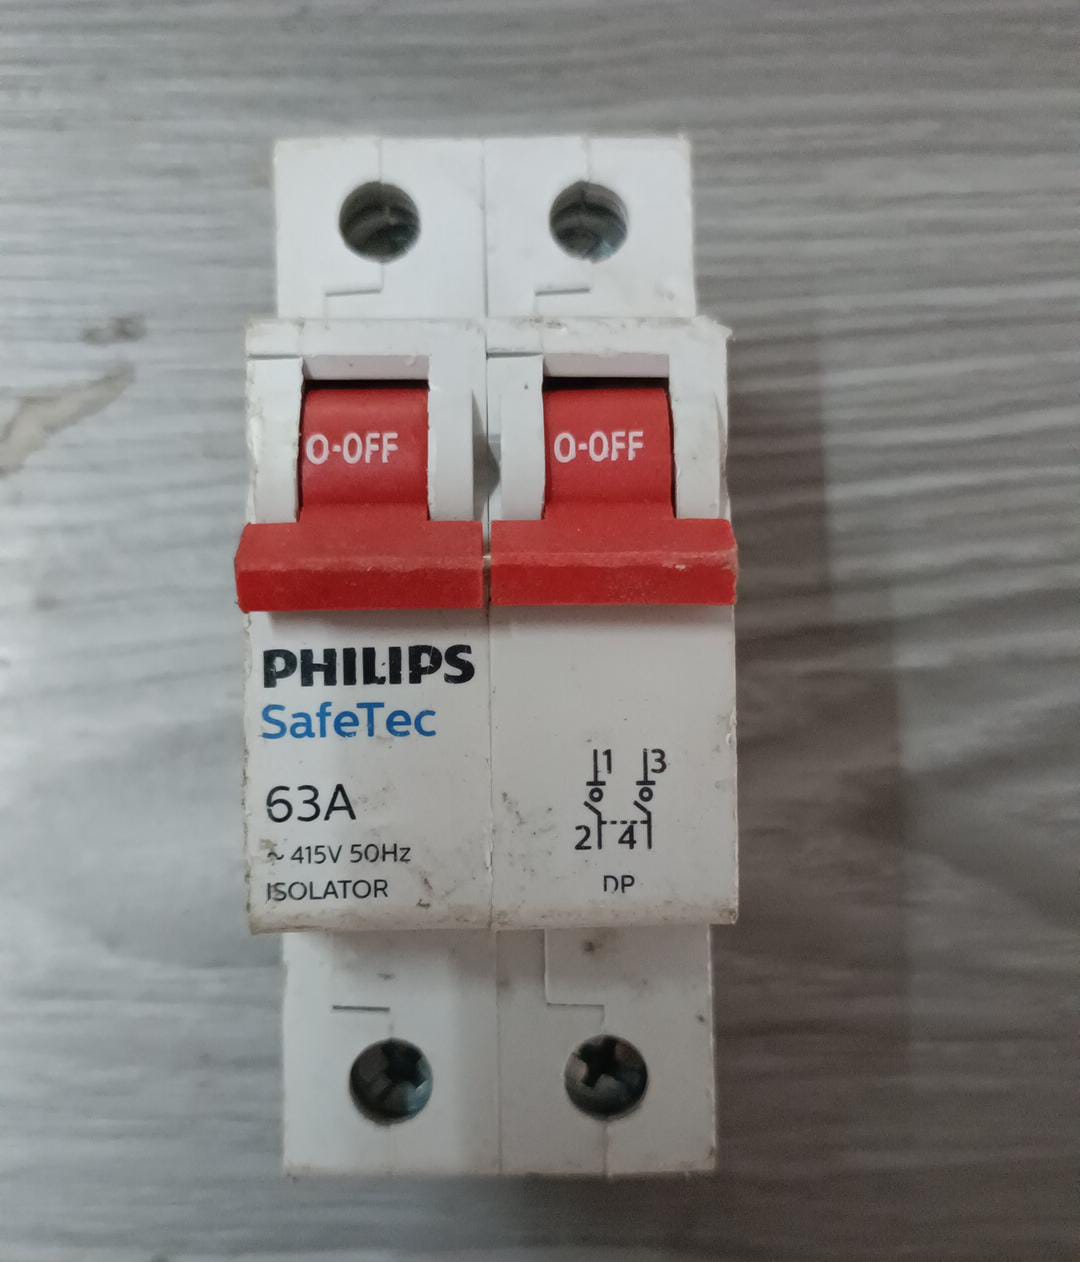 O-OFF O-OFF
PHILIPS
SafeTec
63A
~ 415V 50Hz
ISOLATOR
1 3
2 4
DP